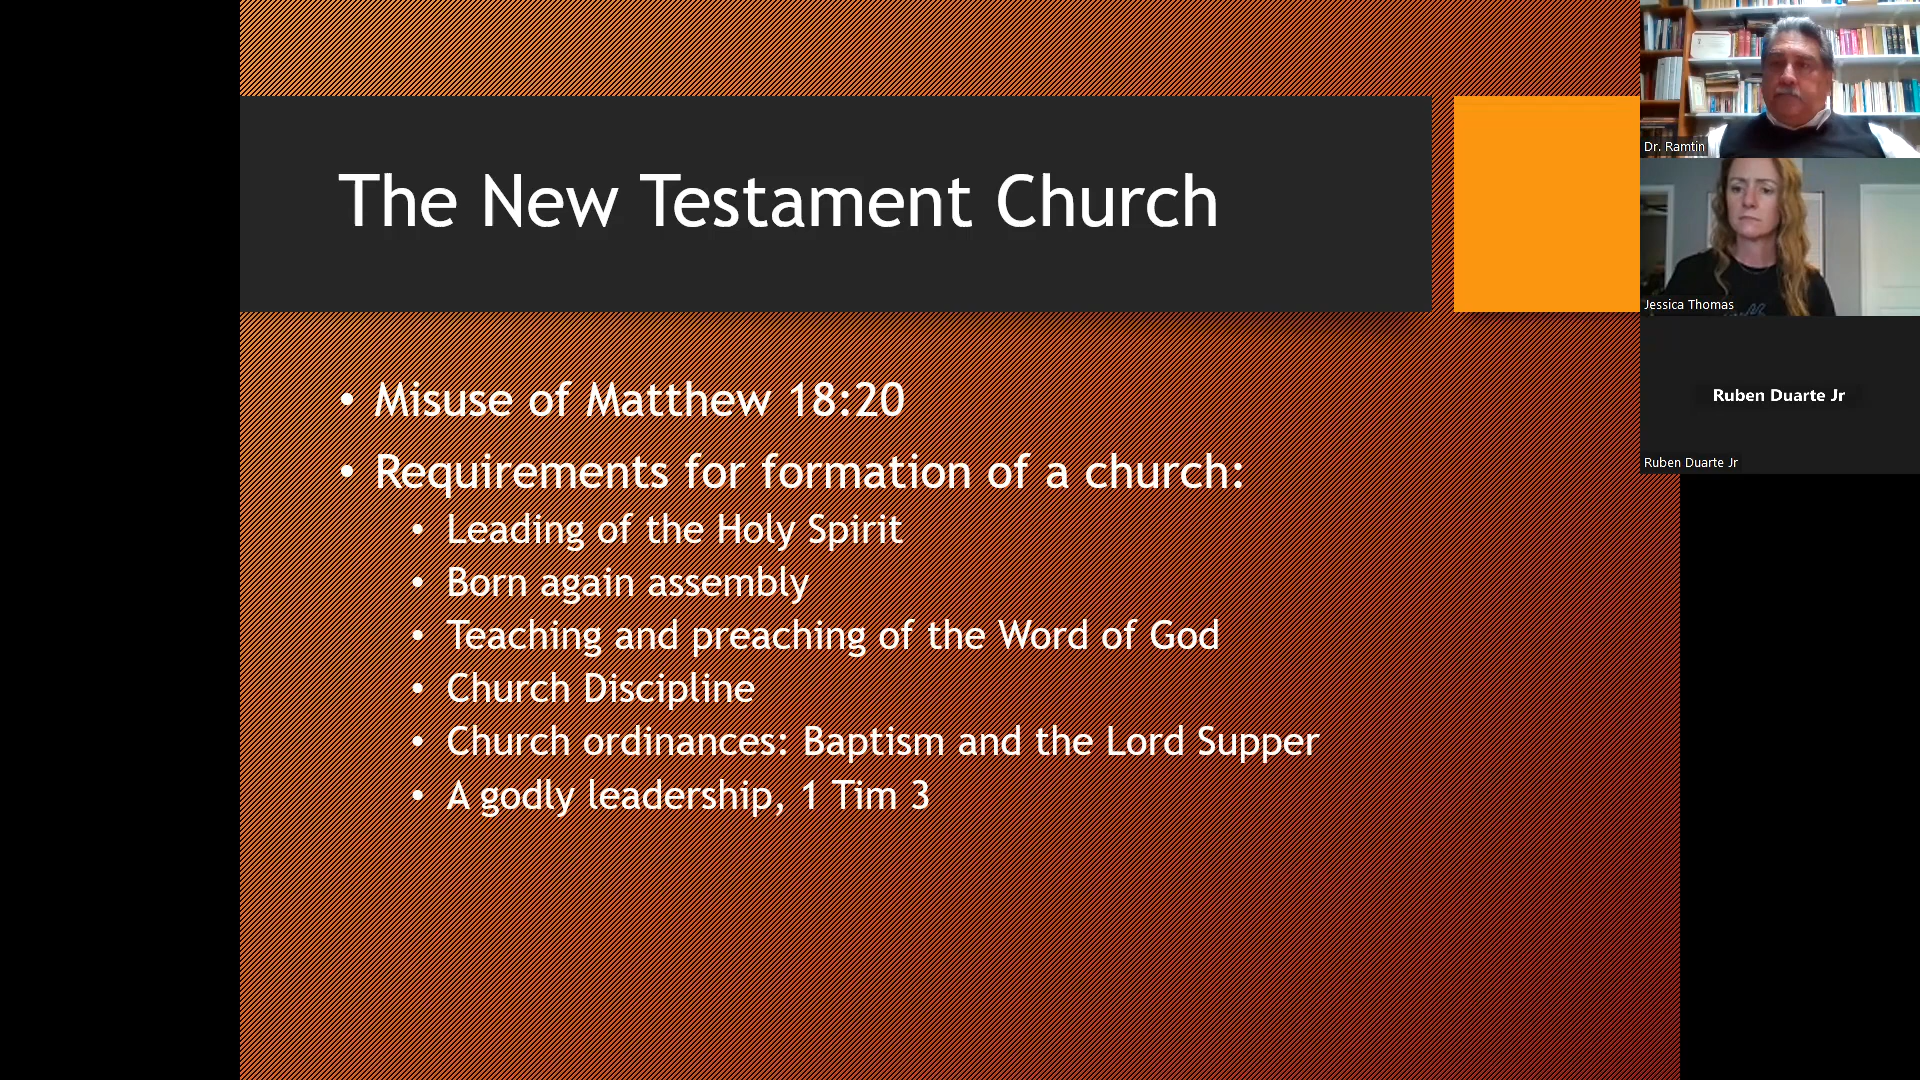 The New Testament Church
• Misuse of Matthew 18:20
• Requirements for formation of a church:
• Leading of the Holy Spirit
• Born again assembly
• Teaching and preaching of the Word of God
• Church Discipline
• Church ordinances: Baptism and the Lord Supper
• A godly leadership, 1 Tim 3
Dr. Ramtin
Jessica Thomas
Ruben Duarte Jr
Ruben Duarte Jr